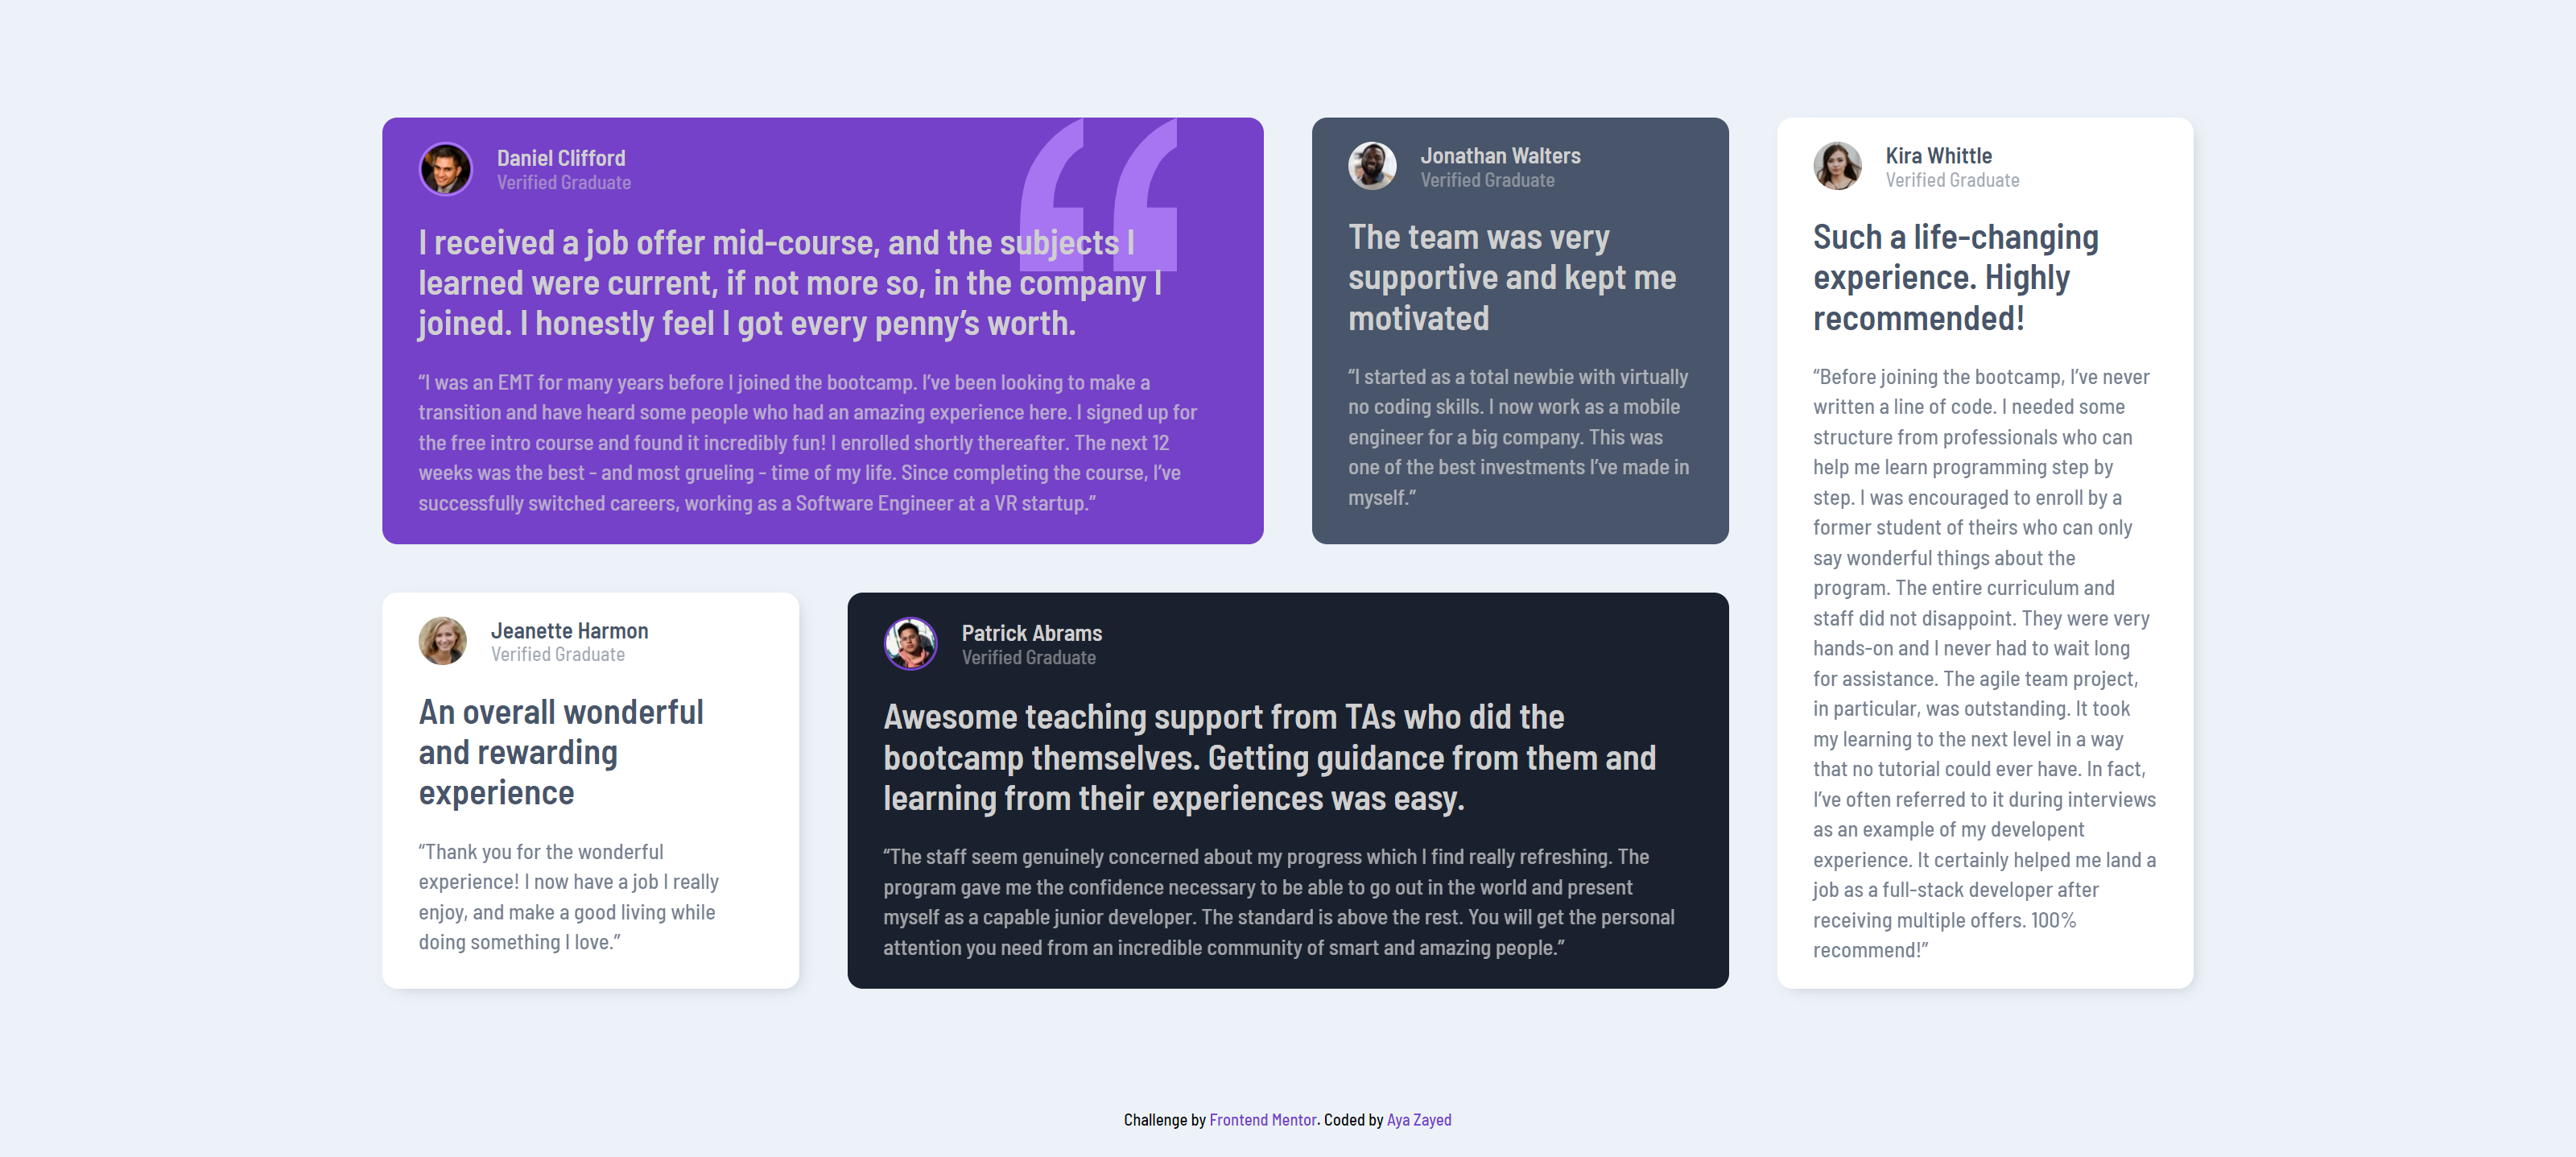 Daniel Clifford
Verified Graduate
I received a job offer mid-course, and the subjects I
learned were current, if not more so, in the company I
joined. I honestly feel I got every penny’s worth.
“I was an EMT for many years before I joined the bootcamp. I’ve been looking to make a
transition and have heard some people who had an amazing experience here. I signed up for
the free intro course and found it incredibly fun! I enrolled shortly thereafter. The next 12
weeks was the best - and most grueling - time of my life. Since completing the course, I’ve
successfully switched careers, working as a Software Engineer at a VR startup.”
Jonathan Walters
Verified Graduate
The team was very
supportive and kept me
motivated
“I started as a total newbie with virtually
no coding skills. I now work as a mobile
engineer for a big company. This was
one of the best investments I’ve made in
myself.”
Kira Whittle
Verified Graduate
Such a life-changing
experience. Highly
recommended!
“Before joining the bootcamp, I’ve never
written a line of code. I needed some
structure from professionals who can
help me learn programming step by
step. I was encouraged to enroll by a
former student of theirs who can only
say wonderful things about the
program. The entire curriculum and
staff did not disappoint. They were very
hands-on and I never had to wait long
for assistance. The agile team project,
in particular, was outstanding. It took
my learning to the next level in a way
that no tutorial could ever have. In fact,
I’ve often referred to it during interviews
as an example of my developent
experience. It certainly helped me land a
job as a full-stack developer after
receiving multiple offers. 100%
recommend!”
Jeanette Harmon
Verified Graduate
An overall wonderful
and rewarding
experience
“Thank you for the wonderful
experience! I now have a job I really
enjoy, and make a good living while
doing something I love.”
Patrick Abrams
Verified Graduate
Awesome teaching support from TAs who did the
bootcamp themselves. Getting guidance from them and
learning from their experiences was easy.
“The staff seem genuinely concerned about my progress which I find really refreshing. The
program gave me the confidence necessary to be able to go out in the world and present
myself as a capable junior developer. The standard is above the rest. You will get the personal
attention you need from an incredible community of smart and amazing people.”
Challenge by Frontend Mentor. Coded by Aya Zayed